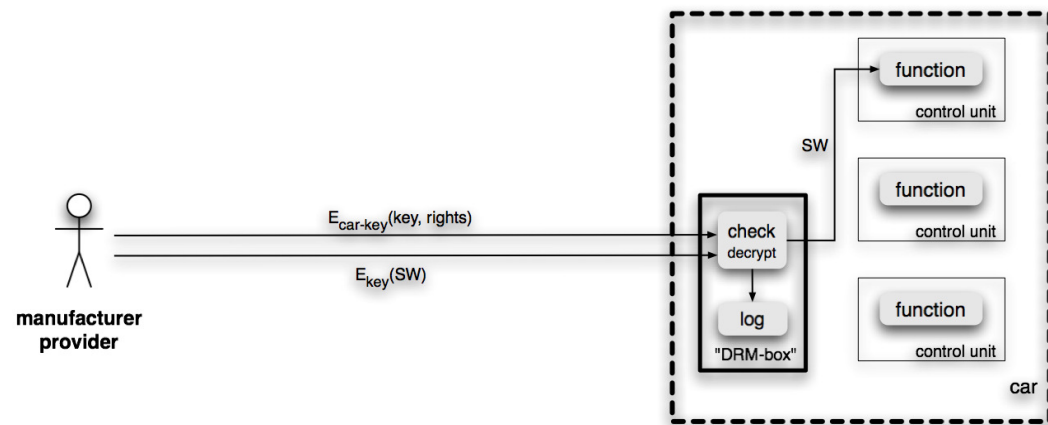 function
control unit
SW
function
control unit
E_car-key(key, rights)
check
decrypt
E_key(SW)
function
control unit
log
manufacturer
provider
"DRM-box"
car